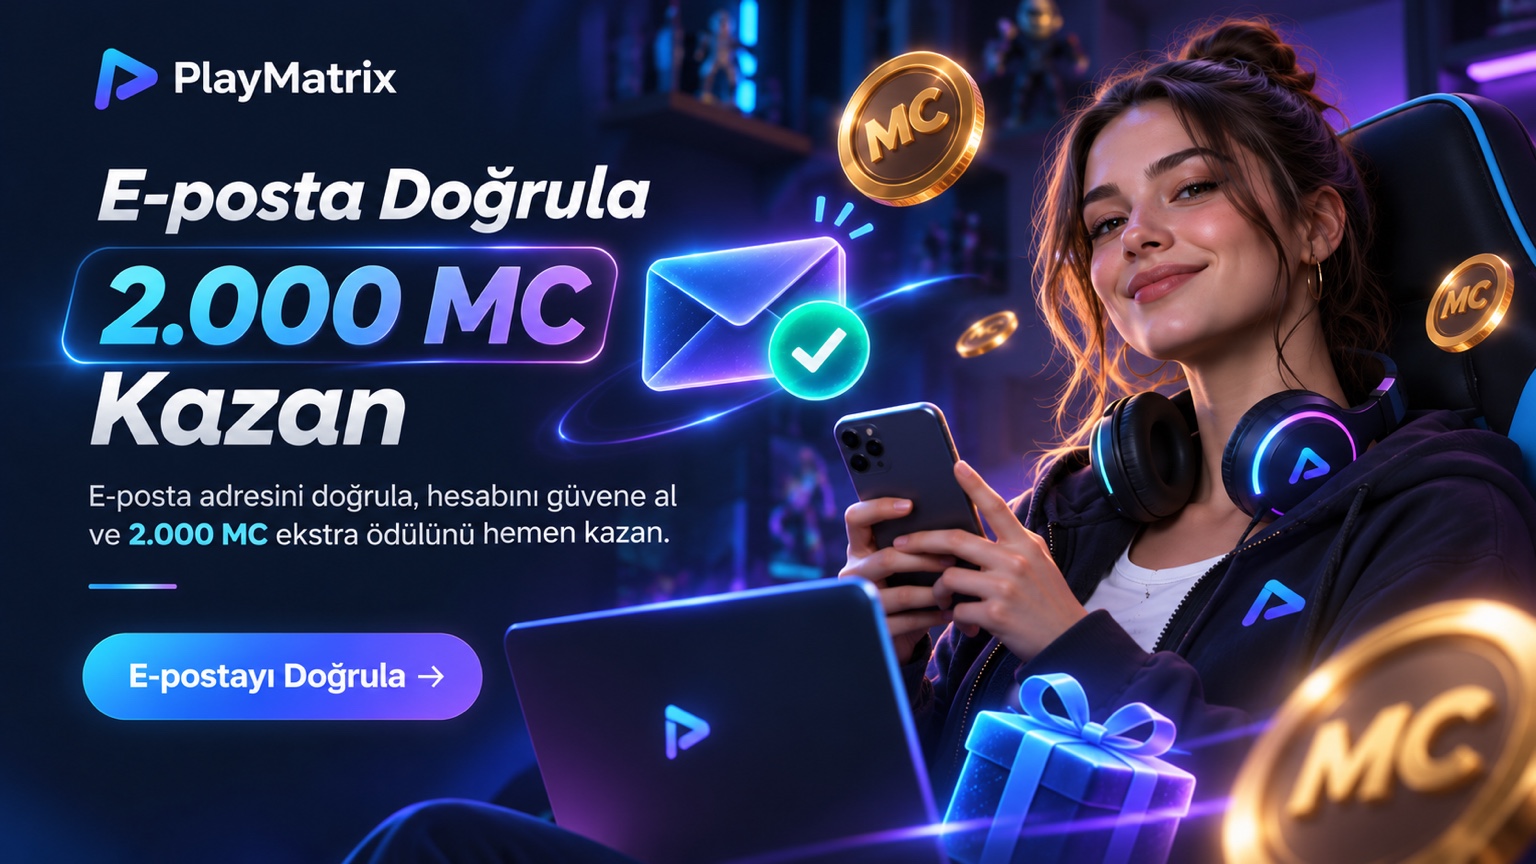 PlayMatrix
E-posta Doğrula
2.000 MC
Kazan
E-posta adresini doğrula, hesabını güvene al
ve 2.000 MC ekstra ödülünü hemen kazan.
E-postayı Doğrula →
MC
MC
MC
MC